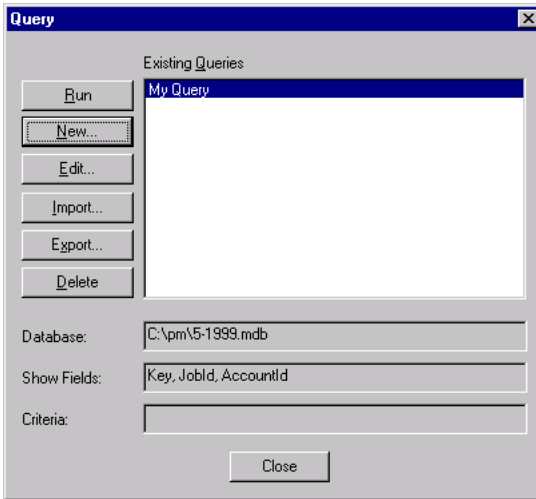 Query
Existing Queries
Run
My Query
New...
Edit...
Import...
Export...
Delete
Database:
C:\pm\5-1999.mdb
Show Fields:
Key, JobId, AccountId
Criteria:
Close